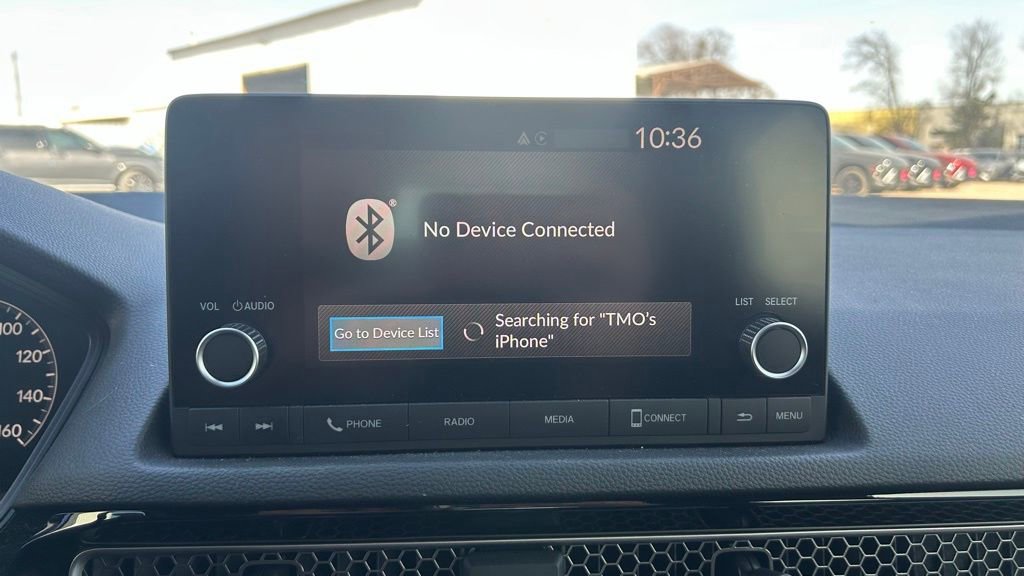 10:36
®
No Device Connected
VOL AUDIO
LIST SELECT
Go to Device List
Searching for "TMO's
iPhone"
100
120
140
160
PHONE
RADIO
MEDIA
CONNECT
MENU